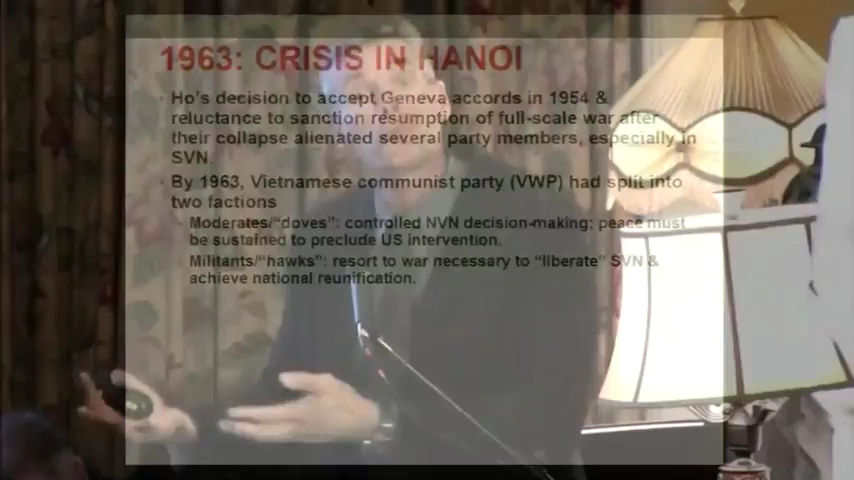 1963: CRISIS IN HANOI
Ho's decision to accept Geneva accords in 1954 &
reluctance to sanction resumption of full-scale war after
their collapse alienated several party members, especially in
SVN.
By 1963, Vietnamese communist party (VWP) had split into
two factions
Moderates/“doves”: controlled NVN decision-making; peace must
be sustained to preclude US intervention.
Militants/“hawks”: resort to war necessary to “liberate” SVN &
achieve national reunification.